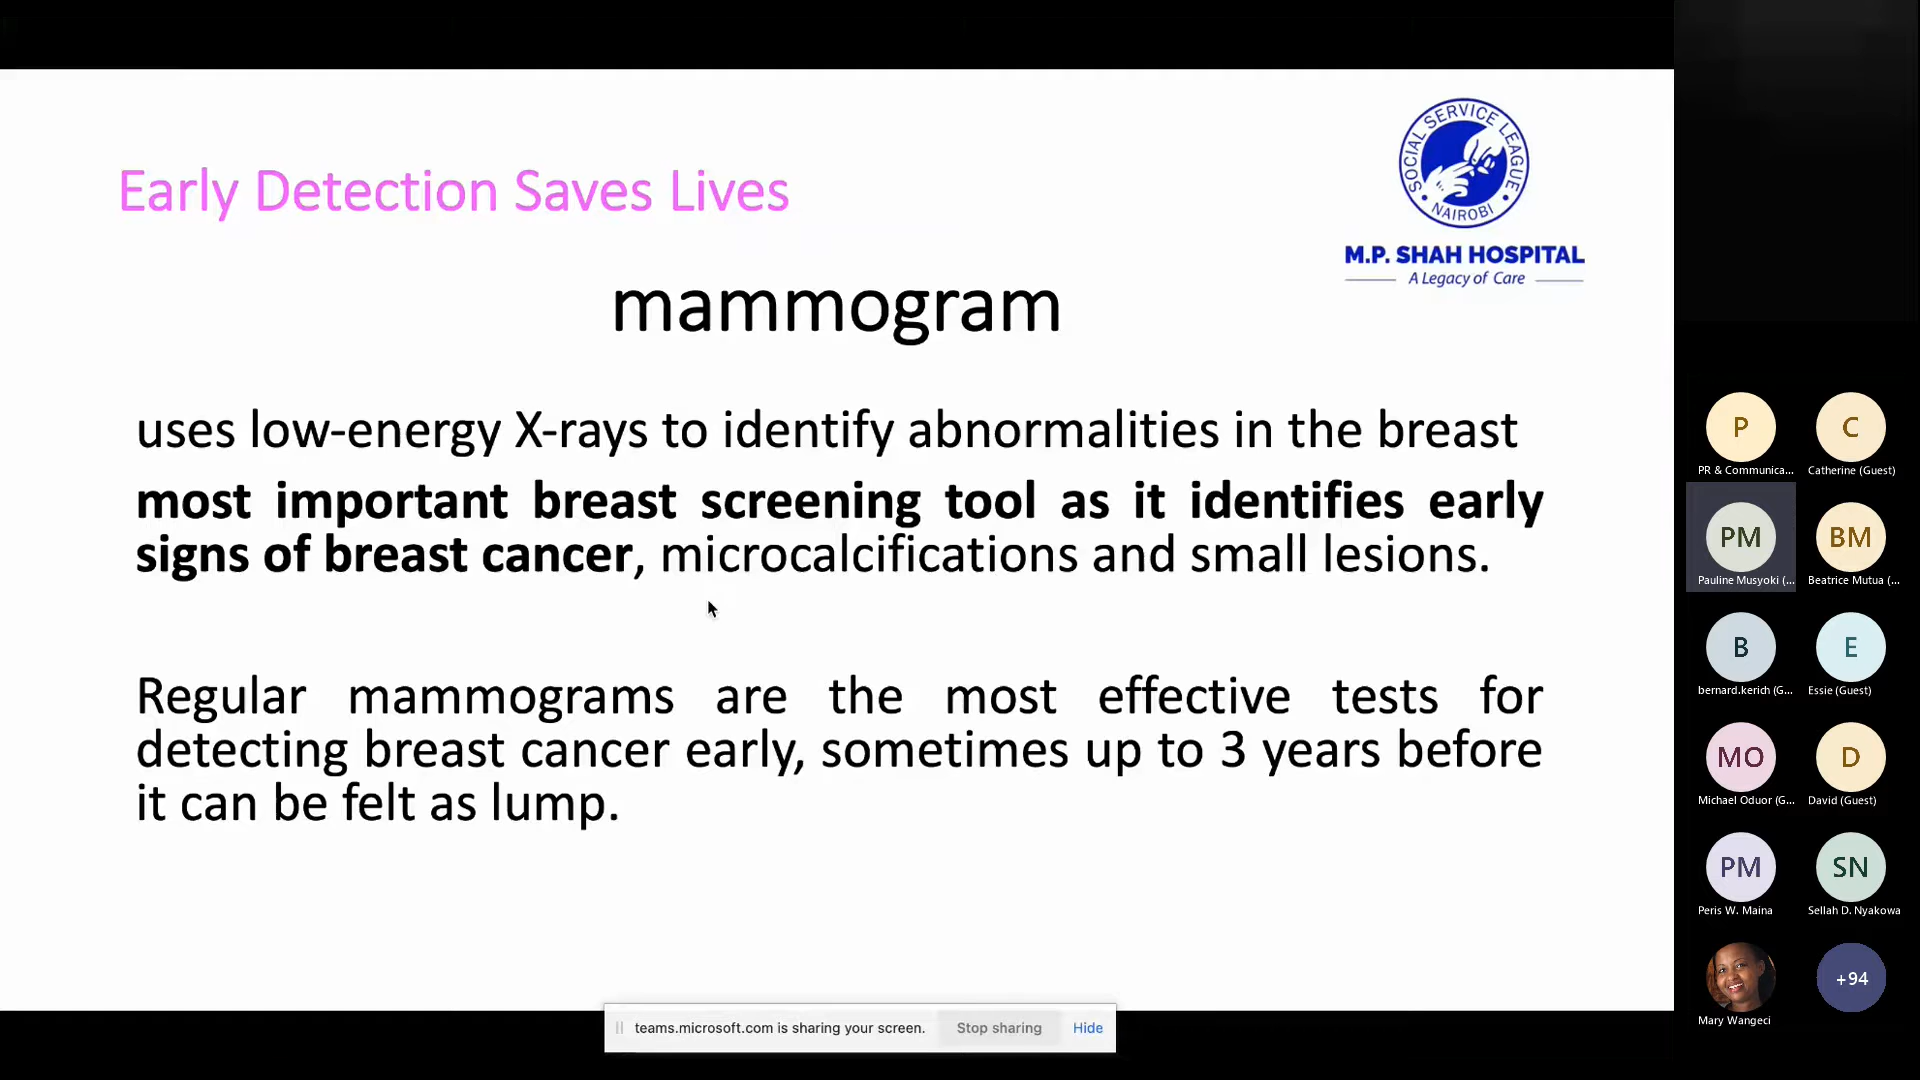 Early Detection Saves Lives
SOCIAL SERVICE LEAGUE
• NAIROBI •
M.P. SHAH HOSPITAL
A Legacy of Care
mammogram
uses low-energy X-rays to identify abnormalities in the breast
most important breast screening tool as it identifies early
signs of breast cancer, microcalcifications and small lesions.
Regular mammograms are the most effective tests for
detecting breast cancer early, sometimes up to 3 years before
it can be felt as lump.
P
C
PR & Communica...
Catherine (Guest)
PM
BM
Pauline Musyoki (...
Beatrice Mutua (...
B
E
bernard.kerich (G...
Essie (Guest)
MO
D
Michael Oduor (G...
David (Guest)
PM
SN
Peris W. Maina
Sellah D. Nyakowa
+94
Mary Wangeci
teams.microsoft.com is sharing your screen.
Stop sharing
Hide